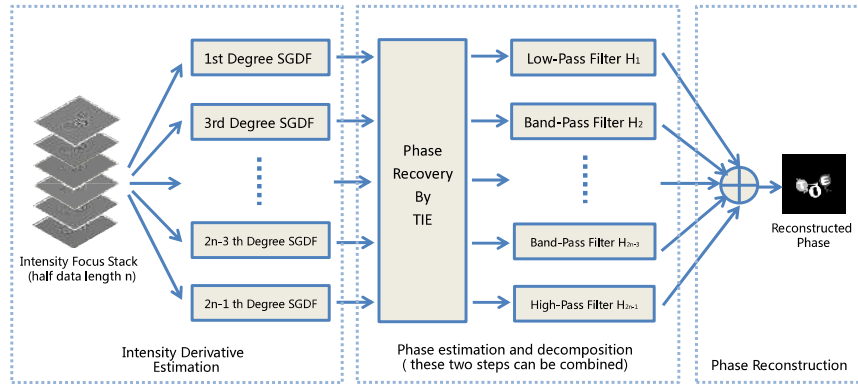 1st Degree SGDF
3rd Degree SGDF
2n-3 th Degree SGDF
2n-1 th Degree SGDF
Intensity Focus Stack
(half data length n)
Intensity Derivative
Estimation
Phase
Recovery
By
TIE
Low-Pass Filter H1
Band-Pass Filter H2
Band-Pass Filter H2n-3
High-Pass Filter H2n-1
Phase estimation and decomposition
( these two steps can be combined)
Reconstructed
Phase
Phase Reconstruction